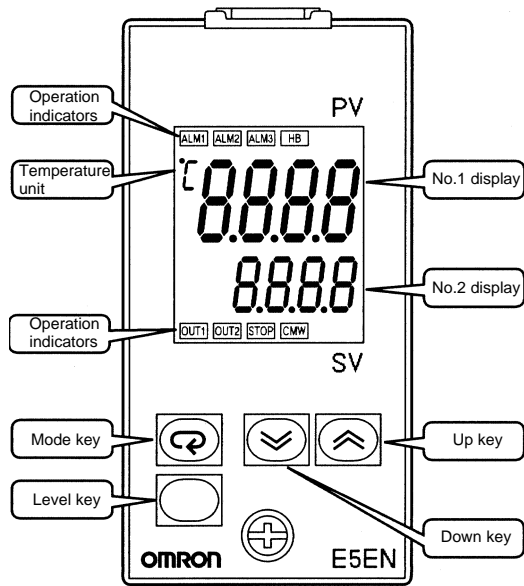 Operation
indicators
PV
ALM1 ALM2 ALM3 HB
Temperature
unit
°C
8.8.8.8
No.1 display
8.8.8.8
No.2 display
Operation
indicators
OUT1 OUT2 STOP CMW
SV
Mode key
Up key
Level key
Down key
OMRON
E5EN